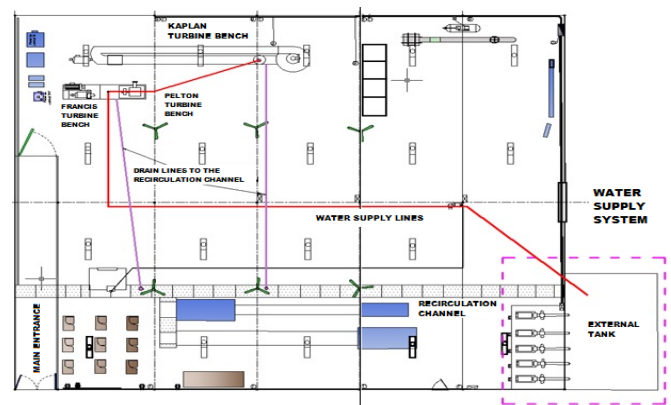 KAPLAN
TURBINE BENCH
FRANCIS
TURBINE
BENCH
PELTON
TURBINE
BENCH
DRAIN LINES TO THE
RECIRCULATION CHANNEL
WATER SUPPLY LINES
WATER
SUPPLY
SYSTEM
RECIRCULATION
CHANNEL
MAIN ENTRANCE
EXTERNAL
TANK